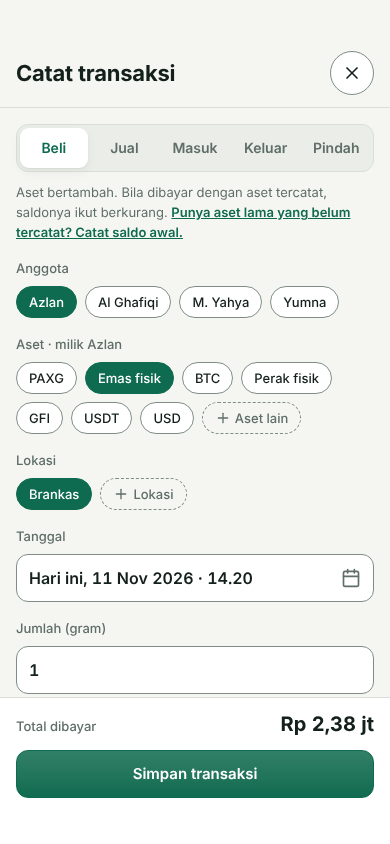 Catat transaksi
Beli Jual Masuk Keluar Pindah
Aset bertambah. Bila dibayar dengan aset tercatat,
saldonya ikut berkurang. Punya aset lama yang belum
tercatat? Catat saldo awal.
Anggota
Azlan Al Ghafiqi M. Yahya Yumna
Aset · milik Azlan
PAXG Emas fisik BTC Perak fisik
GFI USDT USD + Aset lain
Lokasi
Brankas + Lokasi
Tanggal
Hari ini, 11 Nov 2026 · 14.20
Jumlah (gram)
1
Total dibayar Rp 2,38 jt
Simpan transaksi